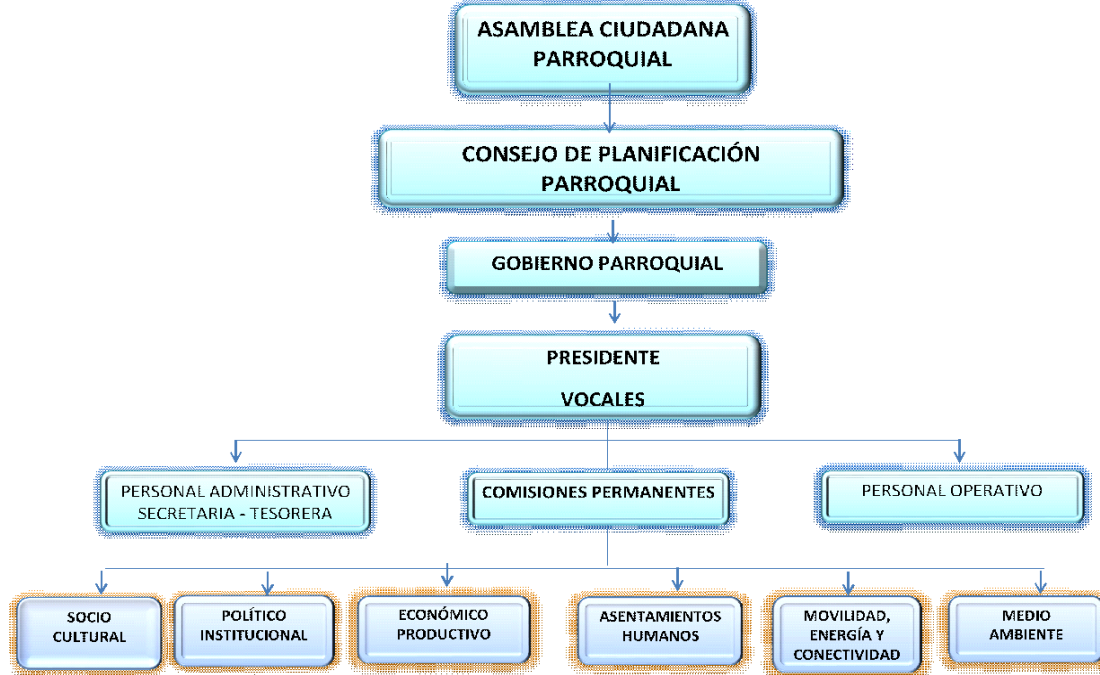 ASAMBLEA CIUDADANA
PARROQUIAL
CONSEJO DE PLANIFICACIÓN
PARROQUIAL
GOBIERNO PARROQUIAL
PRESIDENTE
VOCALES
PERSONAL ADMINISTRATIVO
SECRETARIA - TESORERA
COMISIONES PERMANENTES
PERSONAL OPERATIVO
SOCIO
CULTURAL
POLÍTICO
INSTITUCIONAL
ECONÓMICO
PRODUCTIVO
ASENTAMIENTOS
HUMANOS
MOVILIDAD,
ENERGÍA Y
CONECTIVIDAD
MEDIO
AMBIENTE